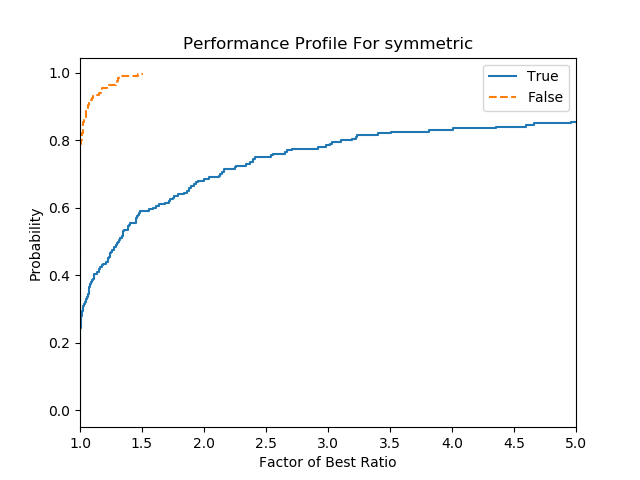 Performance Profile For symmetric
True
False
Probability
1.0
0.8
0.6
0.4
0.2
0.0
1.0 1.5 2.0 2.5 3.0 3.5 4.0 4.5 5.0
Factor of Best Ratio